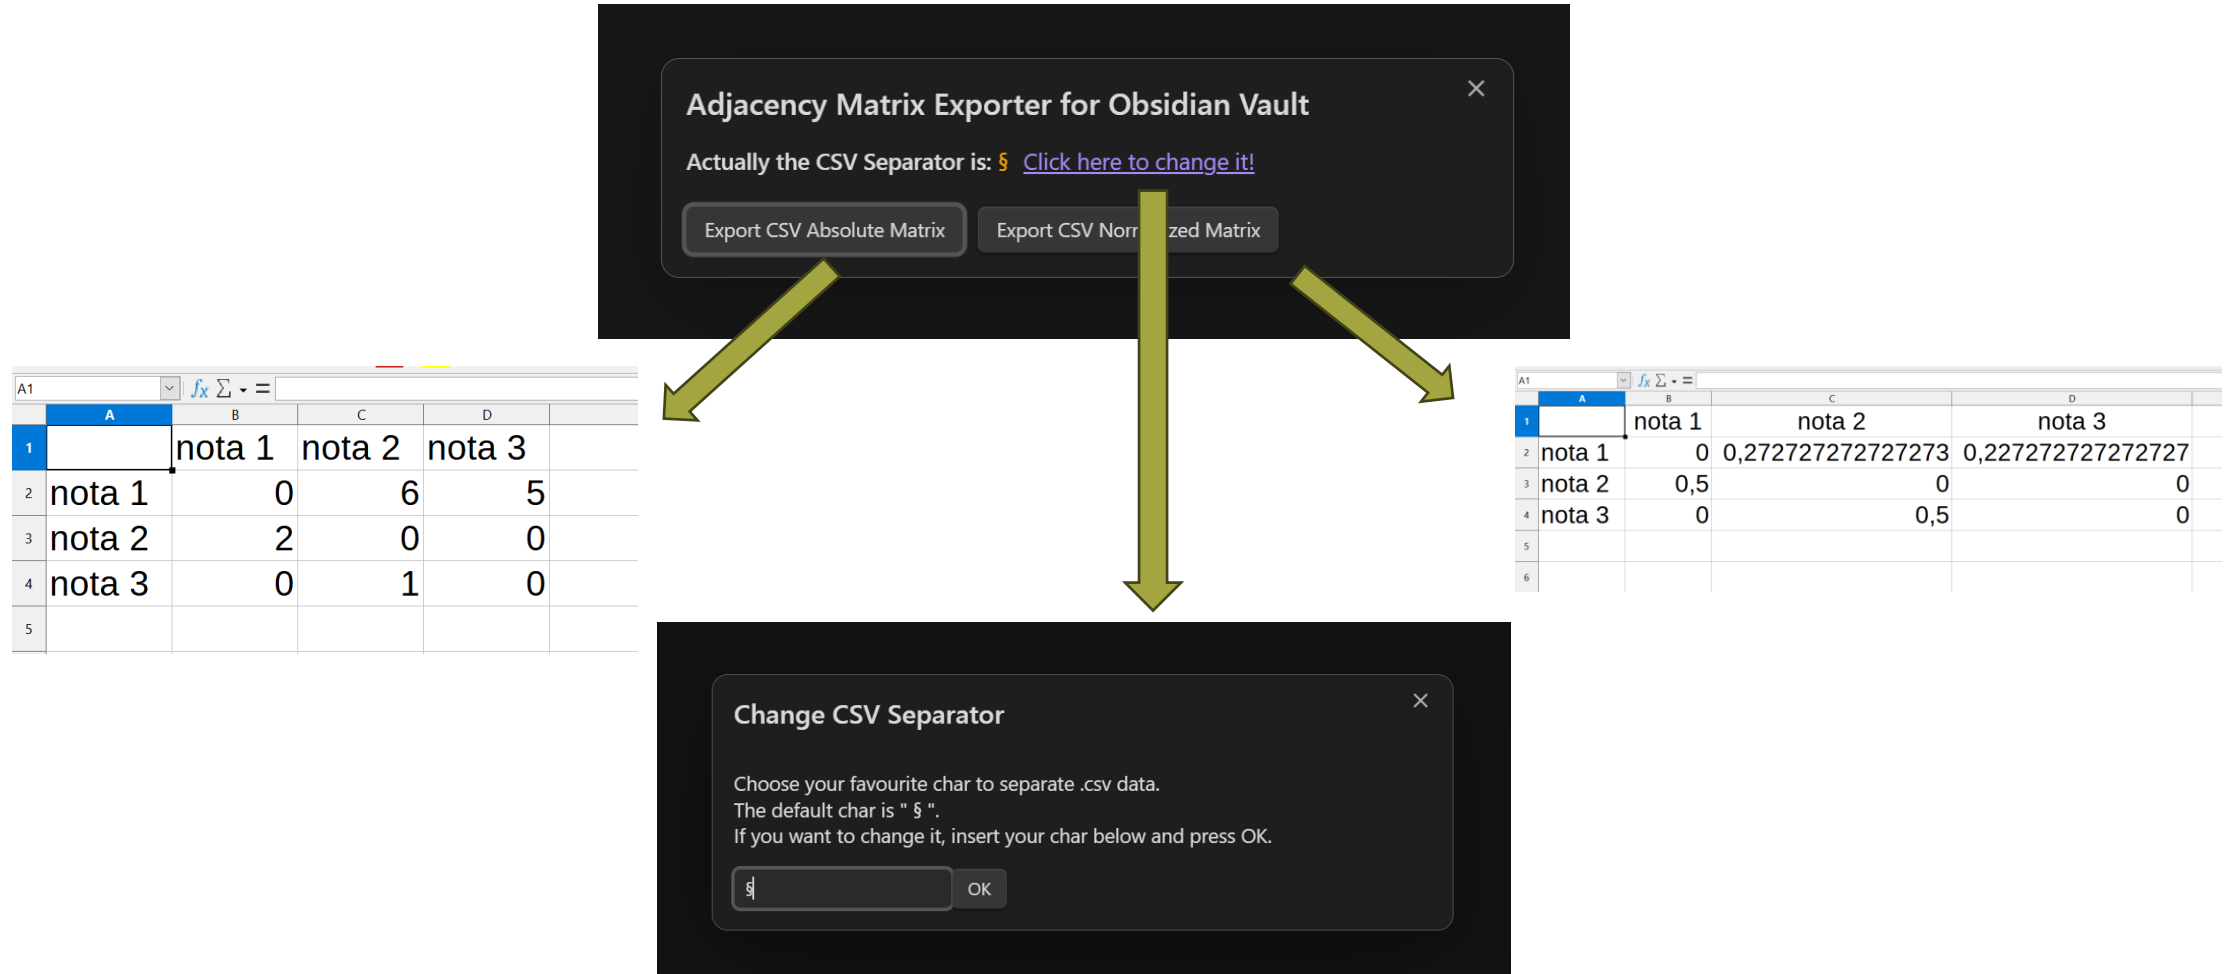 Adjacency Matrix Exporter for Obsidian Vault
Actually the CSV Separator is: § Click here to change it!
Export CSV Absolute Matrix Export CSV Nor zed Matrix
A1 fx Σ =
A B C D
1 nota 1 nota 2 nota 3
2 nota 1 0 6 5
3 nota 2 2 0 0
4 nota 3 0 1 0
5
A1 fx Σ =
A B C D
1 nota 1 nota 2 nota 3
2 nota 1 0 0,272727272727273 0,227272727272727
3 nota 2 0,5 0 0
4 nota 3 0 0,5 0
5
6
Change CSV Separator
Choose your favourite char to separate .csv data.
The default char is " § ".
If you want to change it, insert your char below and press OK.
§ OK